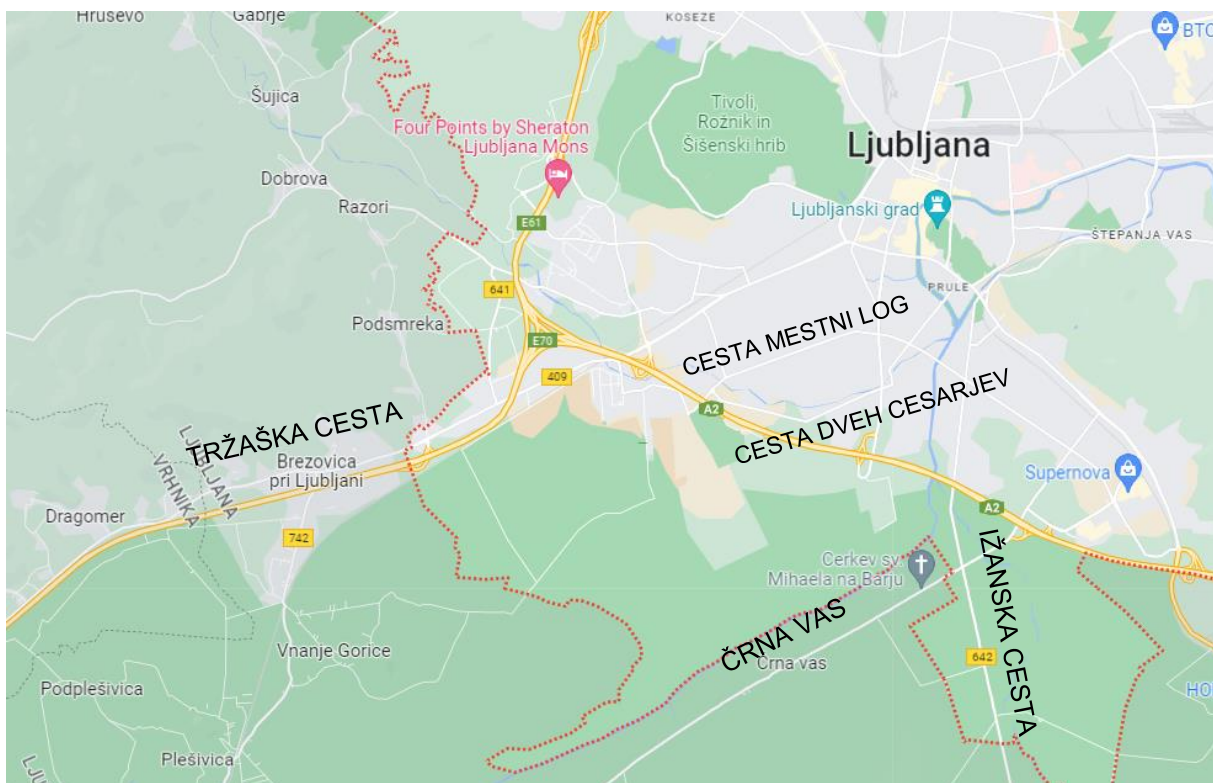 Hruševo
Gabrje
KOSEZE
BTC
Šujica
Four Points by Sheraton
Ljubljana Mons
Tivoli,
Rožnik in
Šišenski hrib
Ljubljana
Dobrova
Razori
Ljubljanski grad
E61
ŠTEPANJA VAS
641
PRULE
Podsmreka
E70
CESTA MESTNI LOG
409
A2
TRŽAŠKA CESTA
CESTA DVEH CESARJEV
LJUBLJANA
VRHNIKA
Brezovica
pri Ljubljani
Supernova
Dragomer
A2
742
IŽANSKA CESTA
Cerkev sv.
Mihaela na Barju
ČRNA VAS
Črna vas
Vnanje Gorice
642
Podplešivica
HO
Plešivica
LJU